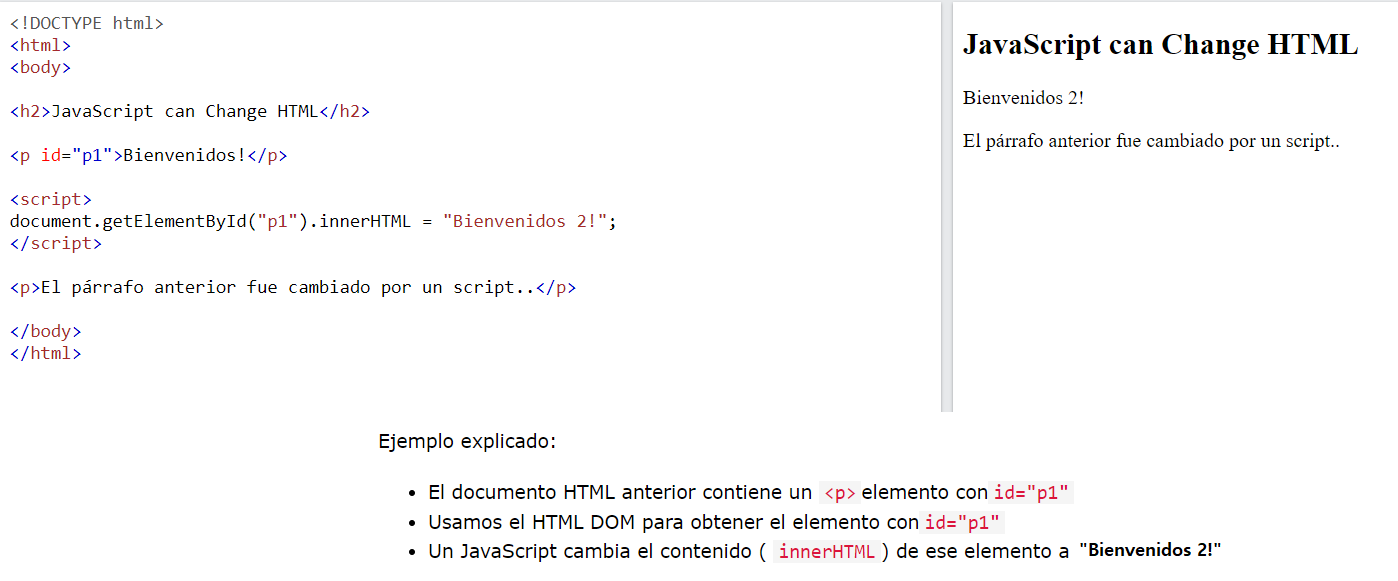 <!DOCTYPE html>
<html>
<body>
<h2>JavaScript can Change HTML</h2>
<p id="p1">Bienvenidos!</p>
<script>
document.getElementById("p1").innerHTML = "Bienvenidos 2!";
</script>
<p>El párrafo anterior fue cambiado por un script..</p>
</body>
</html>
JavaScript can Change HTML
Bienvenidos 2!
El párrafo anterior fue cambiado por un script..
Ejemplo explicado:
• El documento HTML anterior contiene un <p> elemento con id="p1"
• Usamos el HTML DOM para obtener el elemento con id="p1"
• Un JavaScript cambia el contenido ( innerHTML ) de ese elemento a "Bienvenidos 2!"